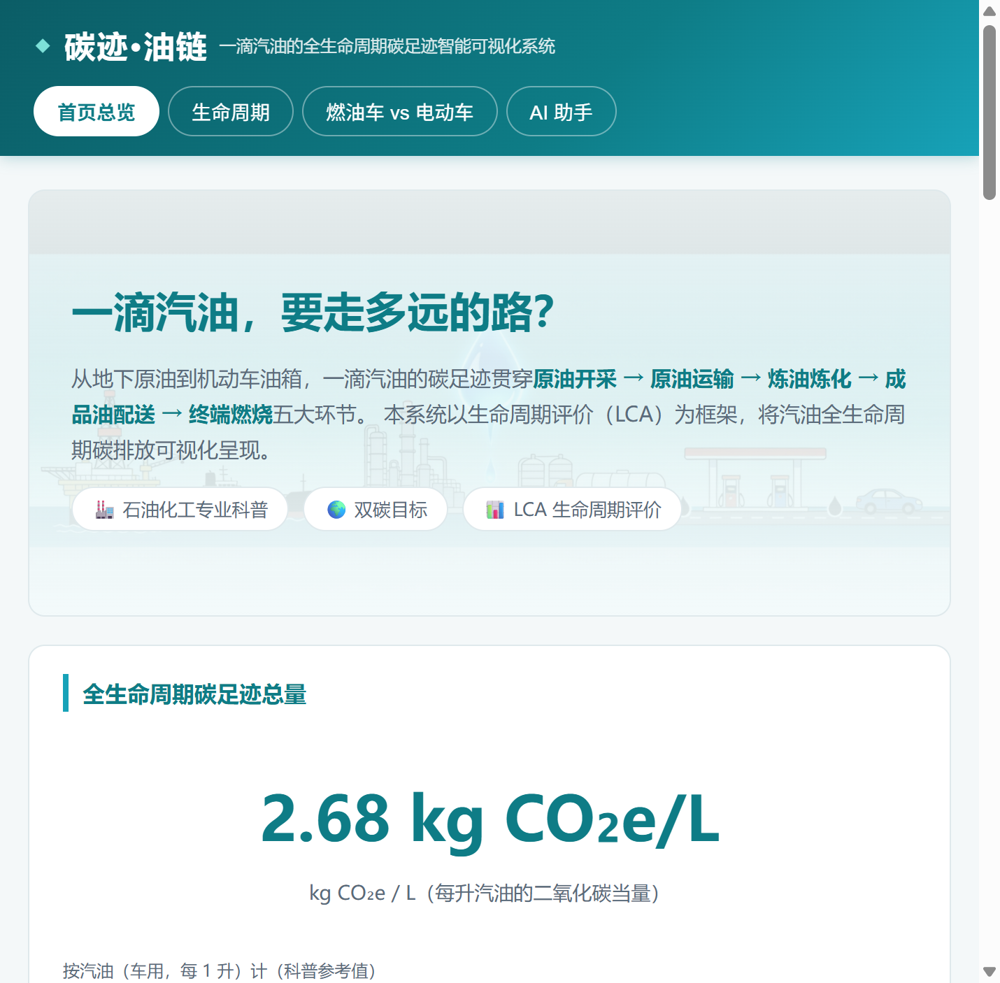 碳迹•油链 一滴汽油的全生命周期碳足迹智能可视化系统
首页总览 生命周期 燃油车 vs 电动车 AI 助手
一滴汽油，要走多远的路？
从地下原油到机动车油箱，一滴汽油的碳足迹贯穿原油开采 → 原油运输 → 炼油炼化 → 成
品油配送 → 终端燃烧五大环节。 本系统以生命周期评价（LCA）为框架，将汽油全生命周
期碳排放可视化呈现。
石油化工专业科普 双碳目标 LCA 生命周期评价
全生命周期碳足迹总量
2.68 kg CO₂e/L
kg CO₂e / L（每升汽油的二氧化碳当量）
按汽油（车用，每 1 升）计（科普参考值）